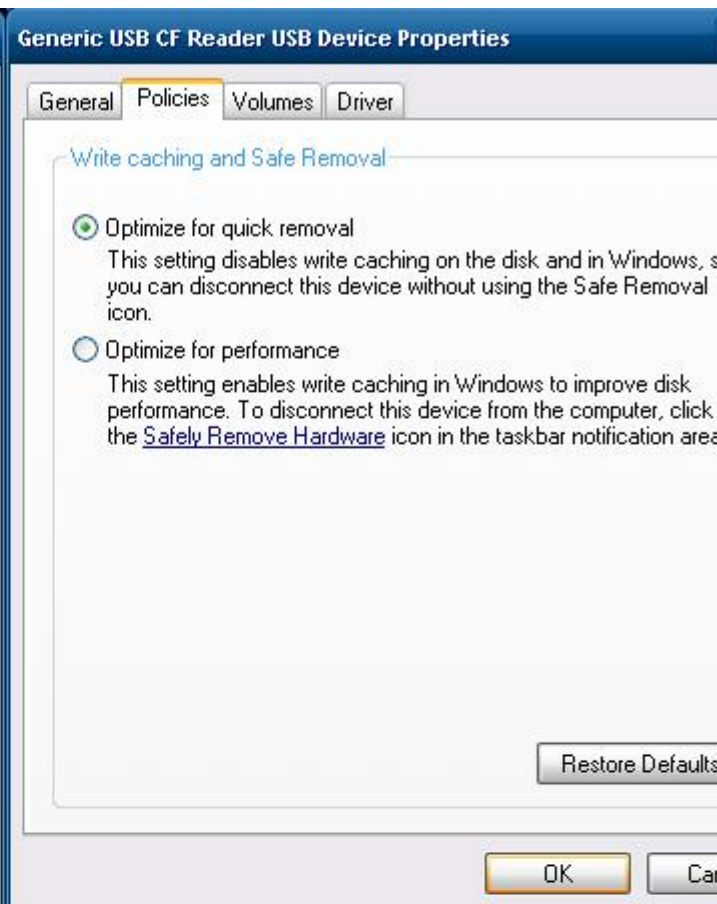 Generic USB CF Reader USB Device Properties
General Policies Volumes Driver
Write caching and Safe Removal
Optimize for quick removal
This setting disables write caching on the disk and in Windows, s
you can disconnect this device without using the Safe Removal
icon.
Optimize for performance
This setting enables write caching in Windows to improve disk
performance. To disconnect this device from the computer, click
the Safely Remove Hardware icon in the taskbar notification area
Restore Defaults
OK Can